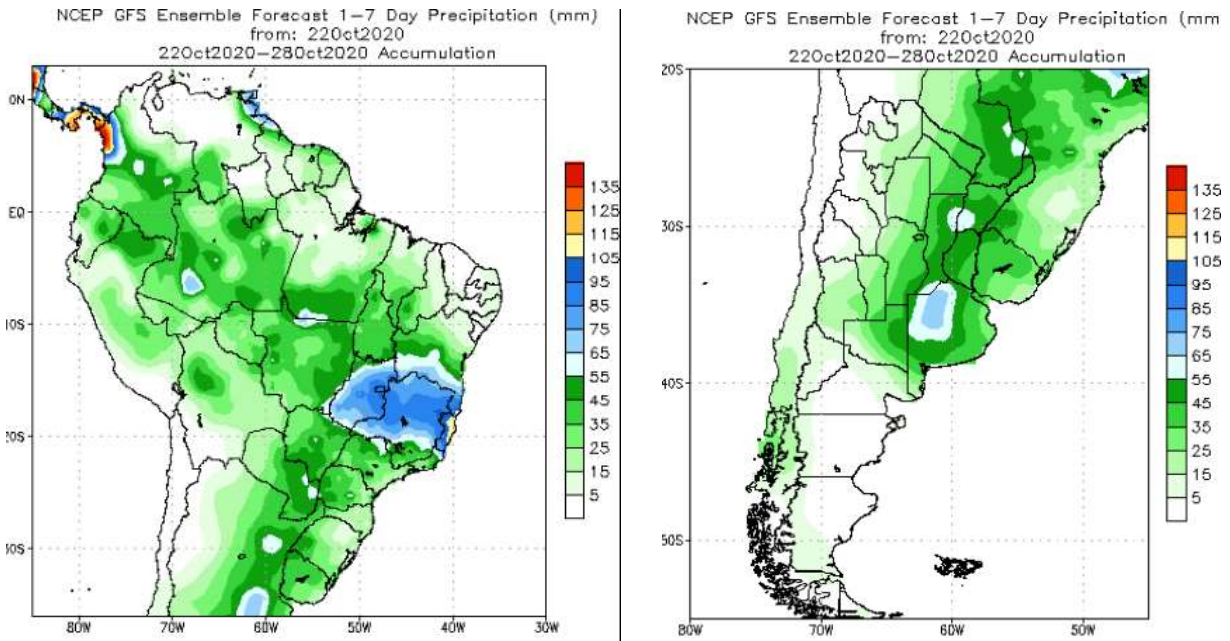 NCEP GFS Ensemble Forecast 1-7 Day Precipitation (mm)
from: 22Oct2020
22Oct2020-28Oct2020 Accumulation
0N
EQ
10S
20S
30S
80W 70W 60W 50W 40W 30W
135
125
115
105
95
85
75
65
55
45
35
25
15
5
NCEP GFS Ensemble Forecast 1-7 Day Precipitation (mm
from: 22Oct2020
22Oct2020-28Oct2020 Accumulation
20S
30S
40S
50S
80W 70W 60W 50W
135
125
115
105
95
85
75
65
55
45
35
25
15
5